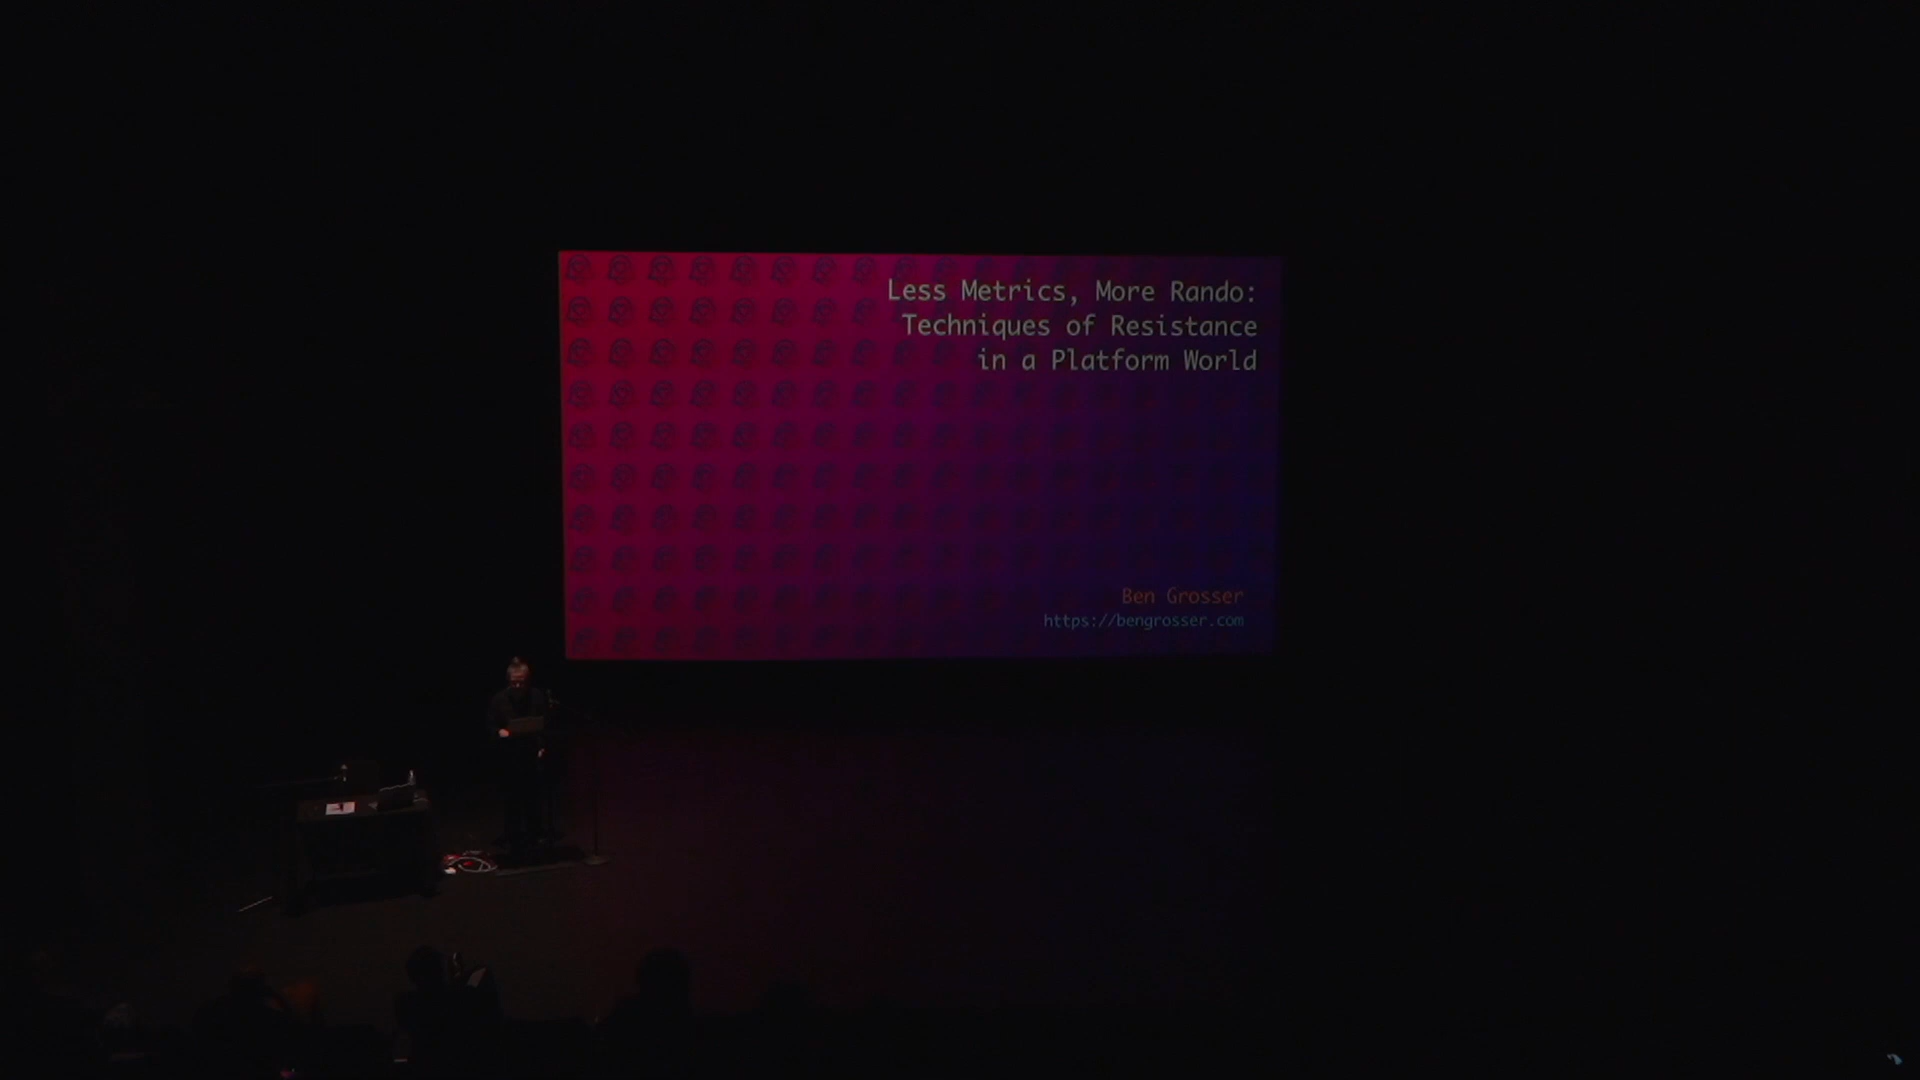 Less Metrics, More Rando:
Techniques of Resistance
in a Platform World
Ben Grosser
https://bengrosser.com